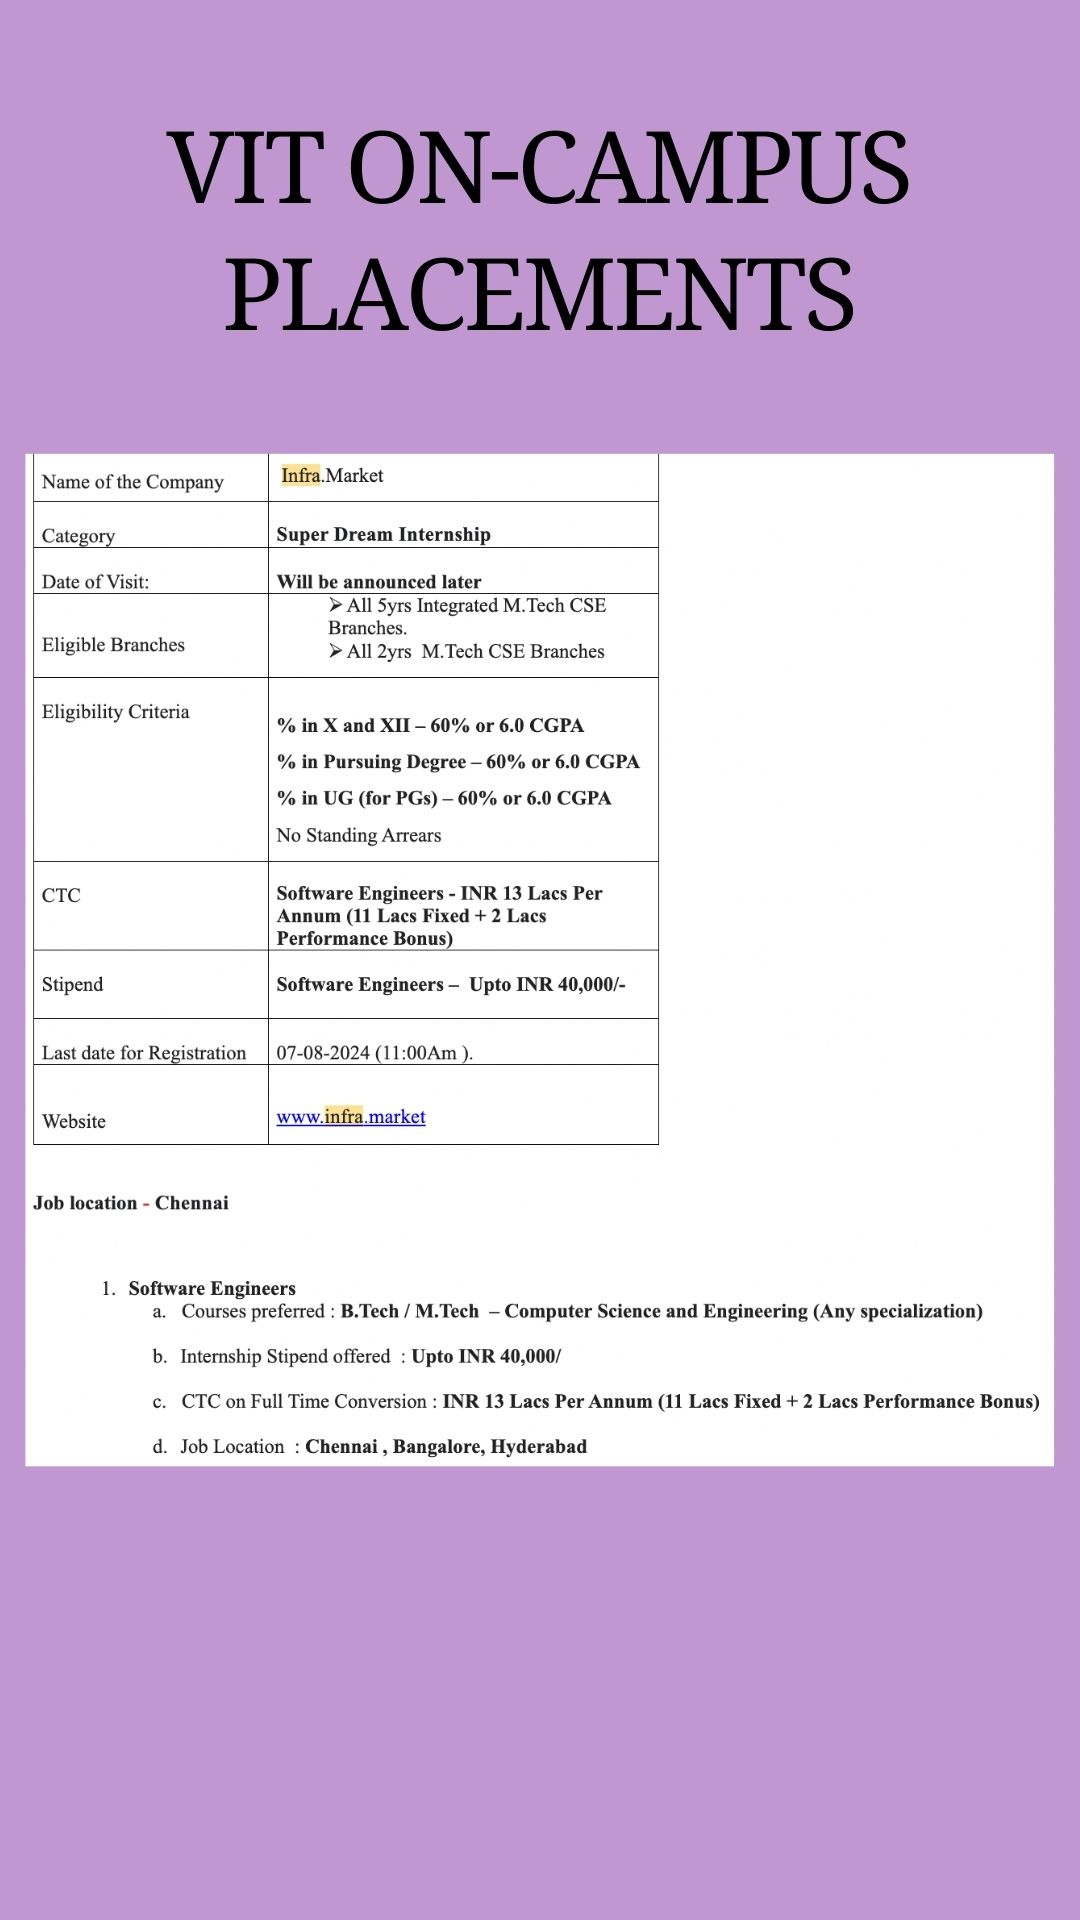 VIT ON-CAMPUS
PLACEMENTS
Name of the Company
Infra.Market
Category
Super Dream Internship
Date of Visit:
Will be announced later
Eligible Branches
➢ All 5yrs Integrated M.Tech CSE
Branches.
➢ All 2yrs  M.Tech CSE Branches
Eligibility Criteria
% in X and XII – 60% or 6.0 CGPA
% in Pursuing Degree – 60% or 6.0 CGPA
% in UG (for PGs) – 60% or 6.0 CGPA
No Standing Arrears
CTC
Software Engineers - INR 13 Lacs Per
Annum (11 Lacs Fixed + 2 Lacs
Performance Bonus)
Stipend
Software Engineers –  Upto INR 40,000/-
Last date for Registration
07-08-2024 (11:00Am ).
Website
www.infra.market
Job location - Chennai
1. Software Engineers
a. Courses preferred : B.Tech / M.Tech  – Computer Science and Engineering (Any specialization)
b. Internship Stipend offered  : Upto INR 40,000/
c. CTC on Full Time Conversion : INR 13 Lacs Per Annum (11 Lacs Fixed + 2 Lacs Performance Bonus)
d. Job Location  : Chennai , Bangalore, Hyderabad